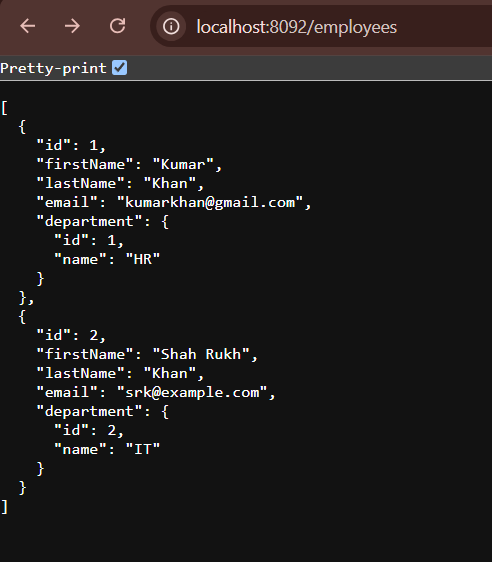 localhost:8092/employees
Pretty-print
[
  {
    "id": 1,
    "firstName": "Kumar",
    "lastName": "Khan",
    "email": "kumarkhan@gmail.com",
    "department": {
      "id": 1,
      "name": "HR"
    }
  },
  {
    "id": 2,
    "firstName": "Shah Rukh",
    "lastName": "Khan",
    "email": "srk@example.com",
    "department": {
      "id": 2,
      "name": "IT"
    }
  }
]